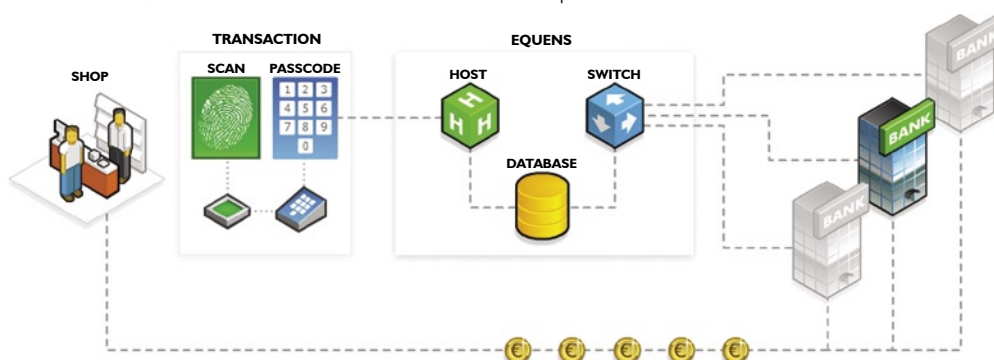 TRANSACTION
EQUENS
SHOP
SCAN PASSCODE
HOST
SWITCH
1 2 3
4 5 6
7 8 9
0
H H H
DATABASE
BANK
BANK
BANK
€ € € € €